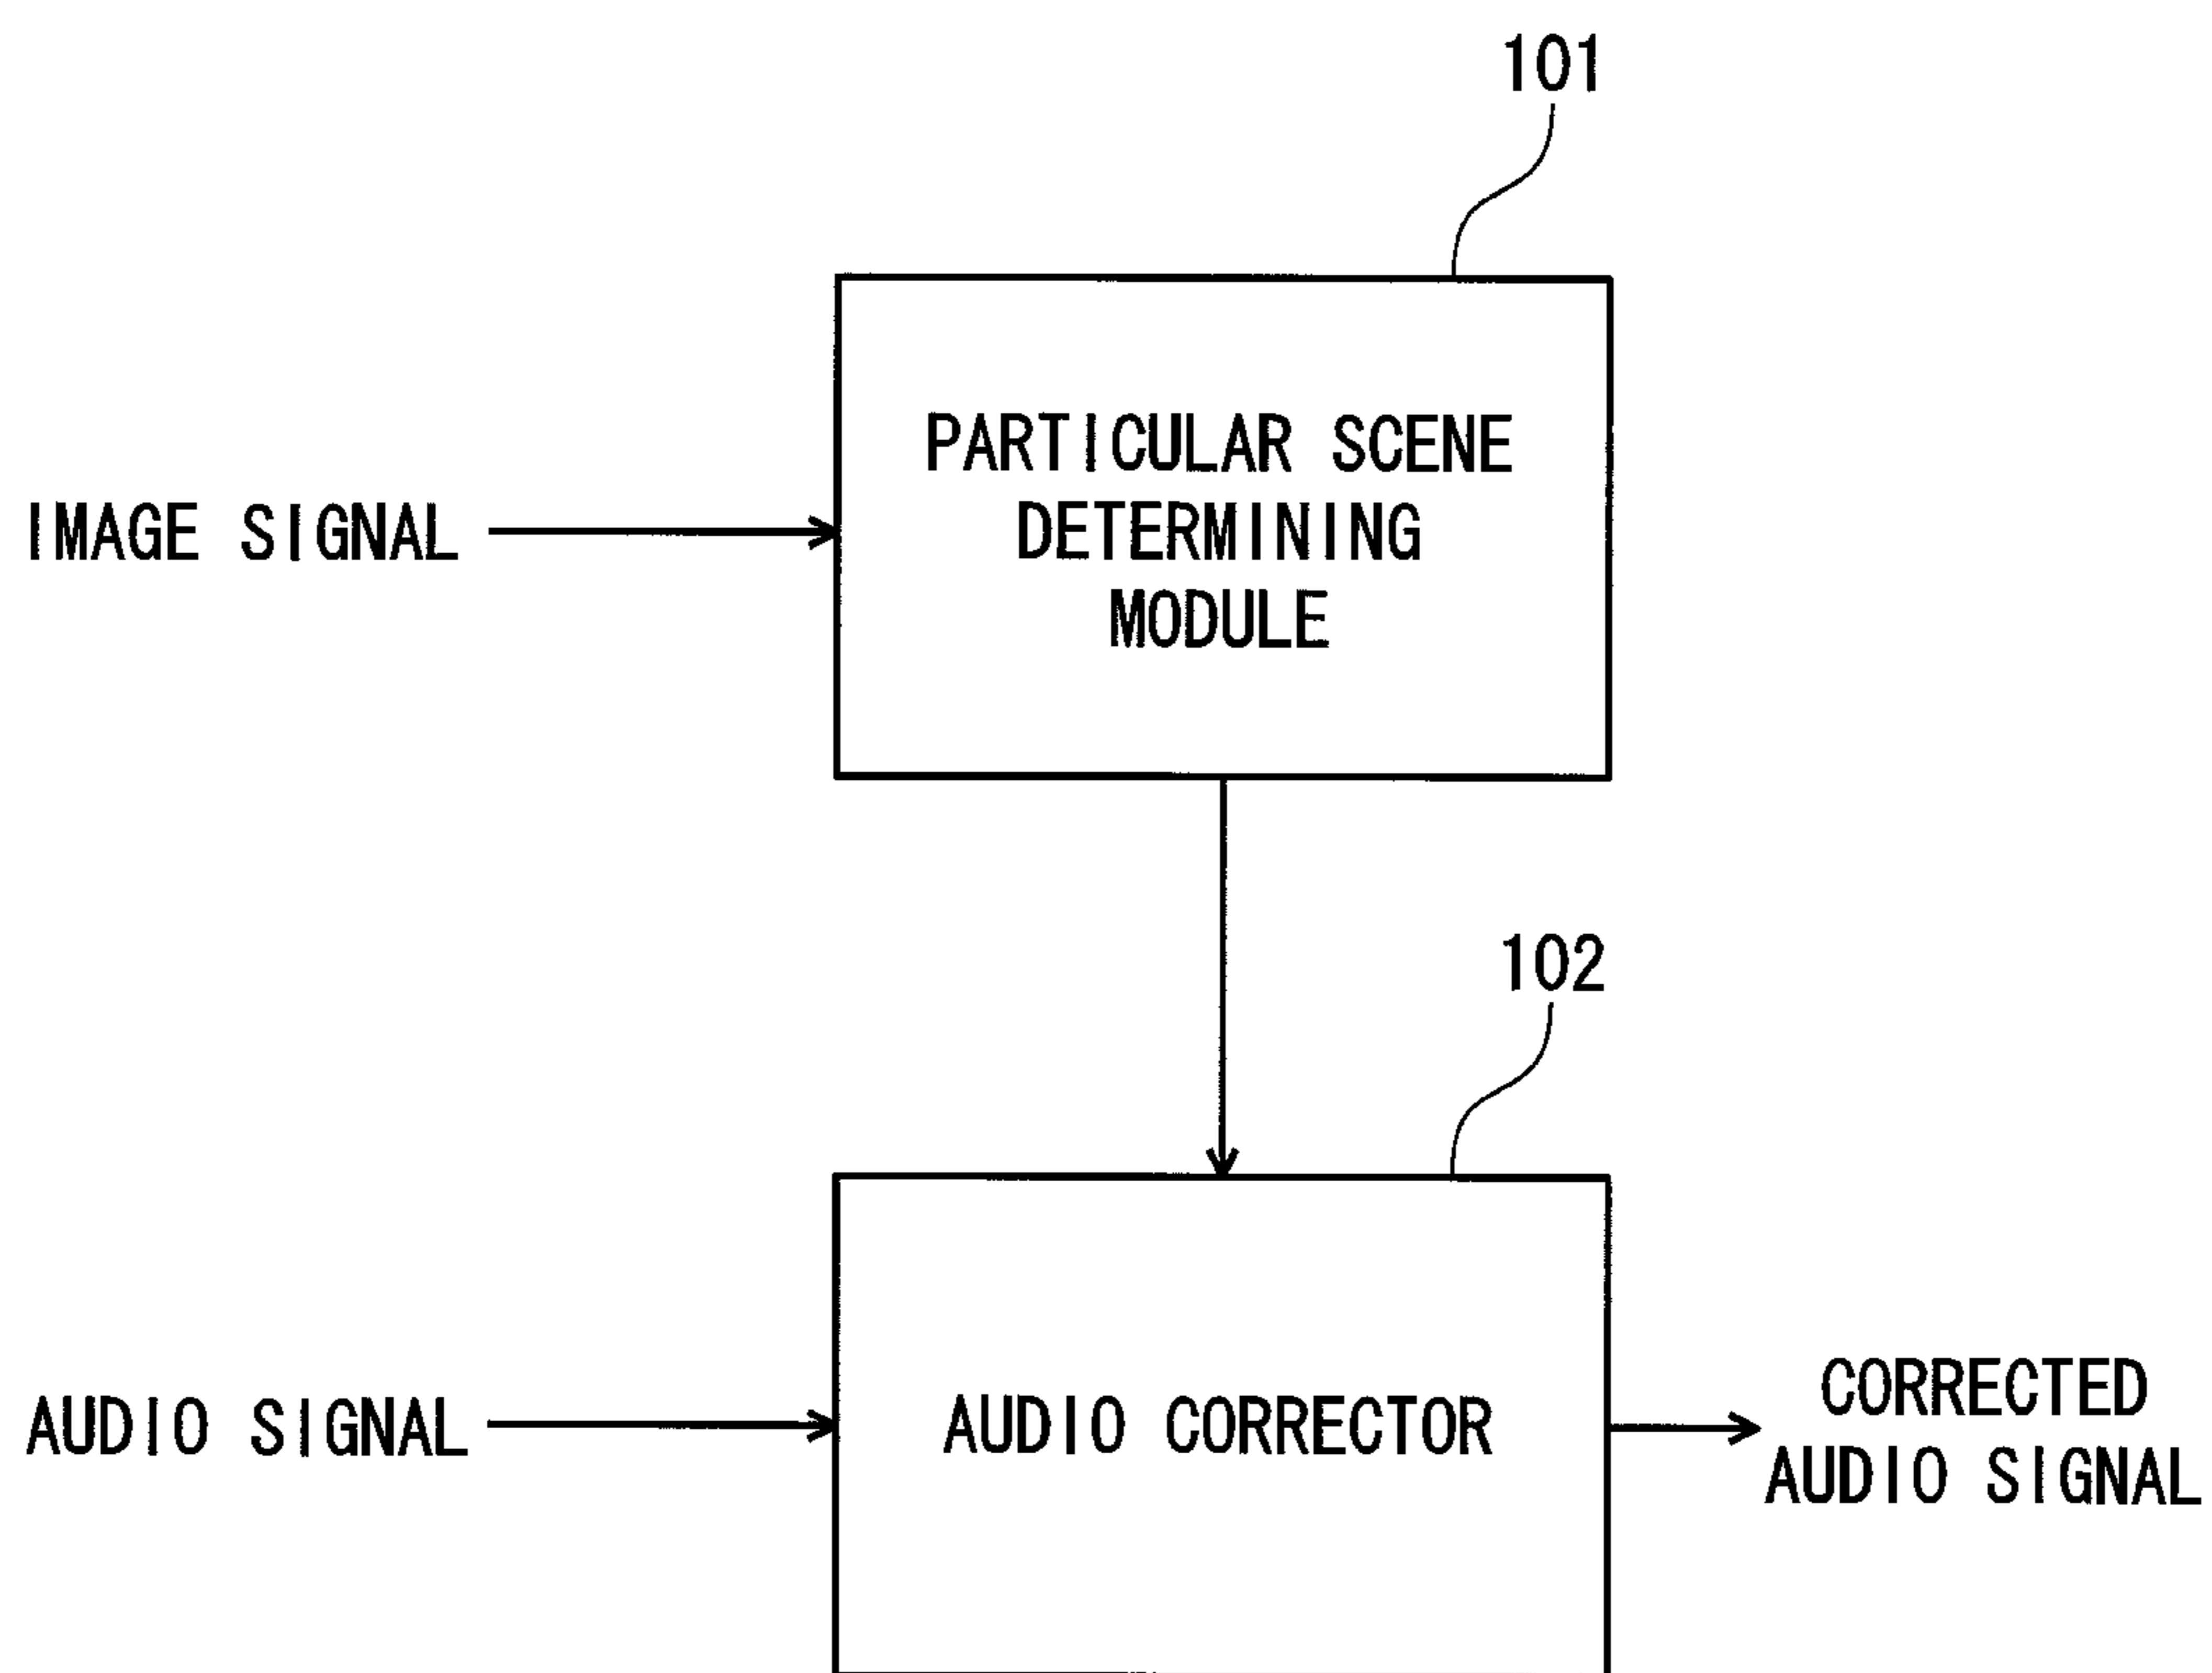 101
PARTICULAR SCENE
DETERMINING
MODULE
IMAGE SIGNAL
102
AUDIO SIGNAL
AUDIO CORRECTOR
CORRECTED
AUDIO SIGNAL